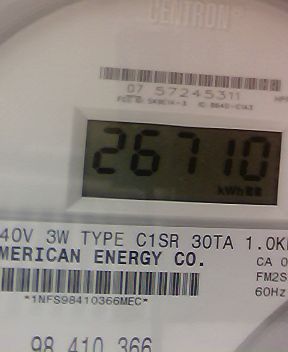 CENTRON®
07 57245311
26710
kWh
40V 3W TYPE C1SR 30TA 1.0K
MERICAN ENERGY CO.
CA 0
FM2S
*1NFS98410366MEC*
60Hz
98 410 366